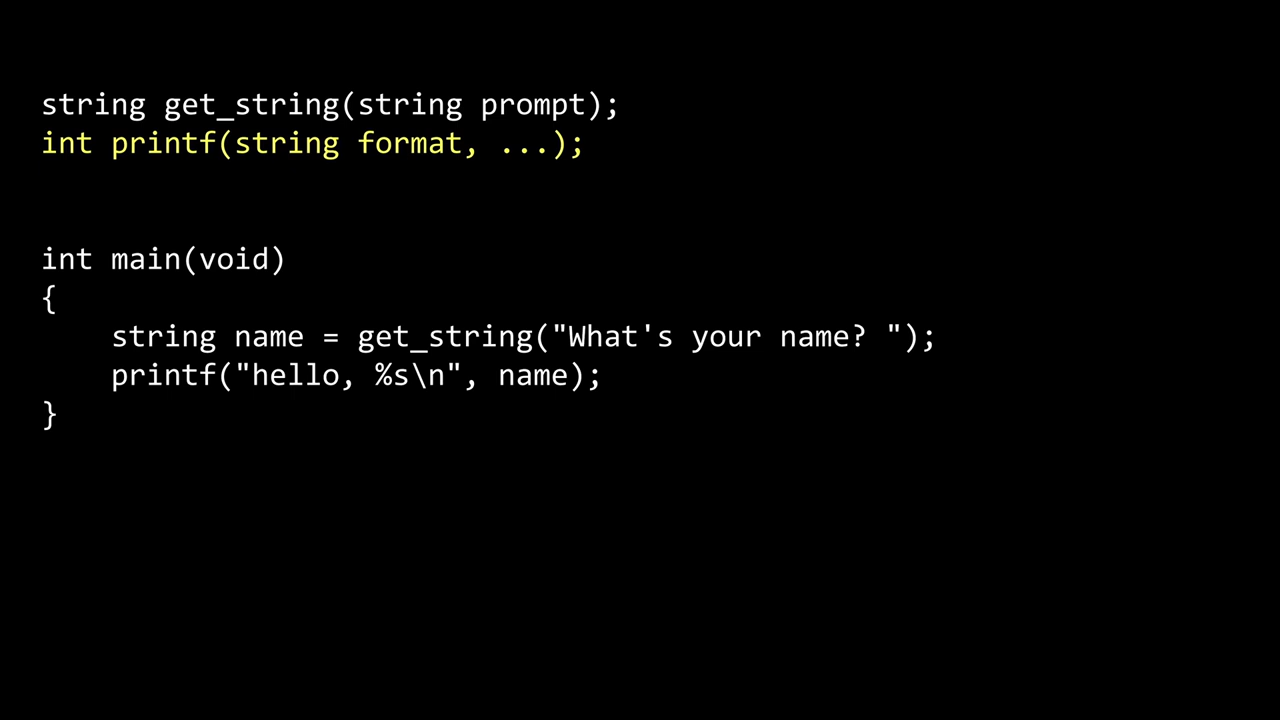 string get_string(string prompt);
int printf(string format, ...);
int main(void)
{
    string name = get_string("What's your name? ");
    printf("hello, %s\n", name);
}